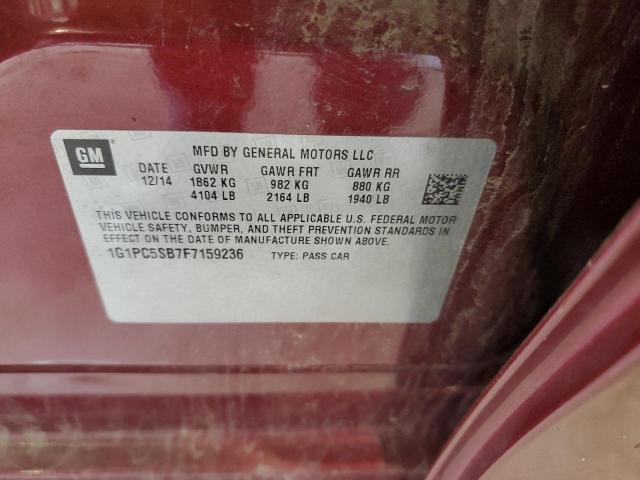 GM
MFD BY GENERAL MOTORS LLC
DATE GVWR GAWR FRT GAWR RR
12/14 1862 KG 982 KG 880 KG
4104 LB 2164 LB 1940 LB
THIS VEHICLE CONFORMS TO ALL APPLICABLE U.S. FEDERAL MOTOR
VEHICLE SAFETY, BUMPER, AND THEFT PREVENTION STANDARDS IN
EFFECT ON THE DATE OF MANUFACTURE SHOWN ABOVE.
1G1PC5SB7F7159236 TYPE: PASS CAR